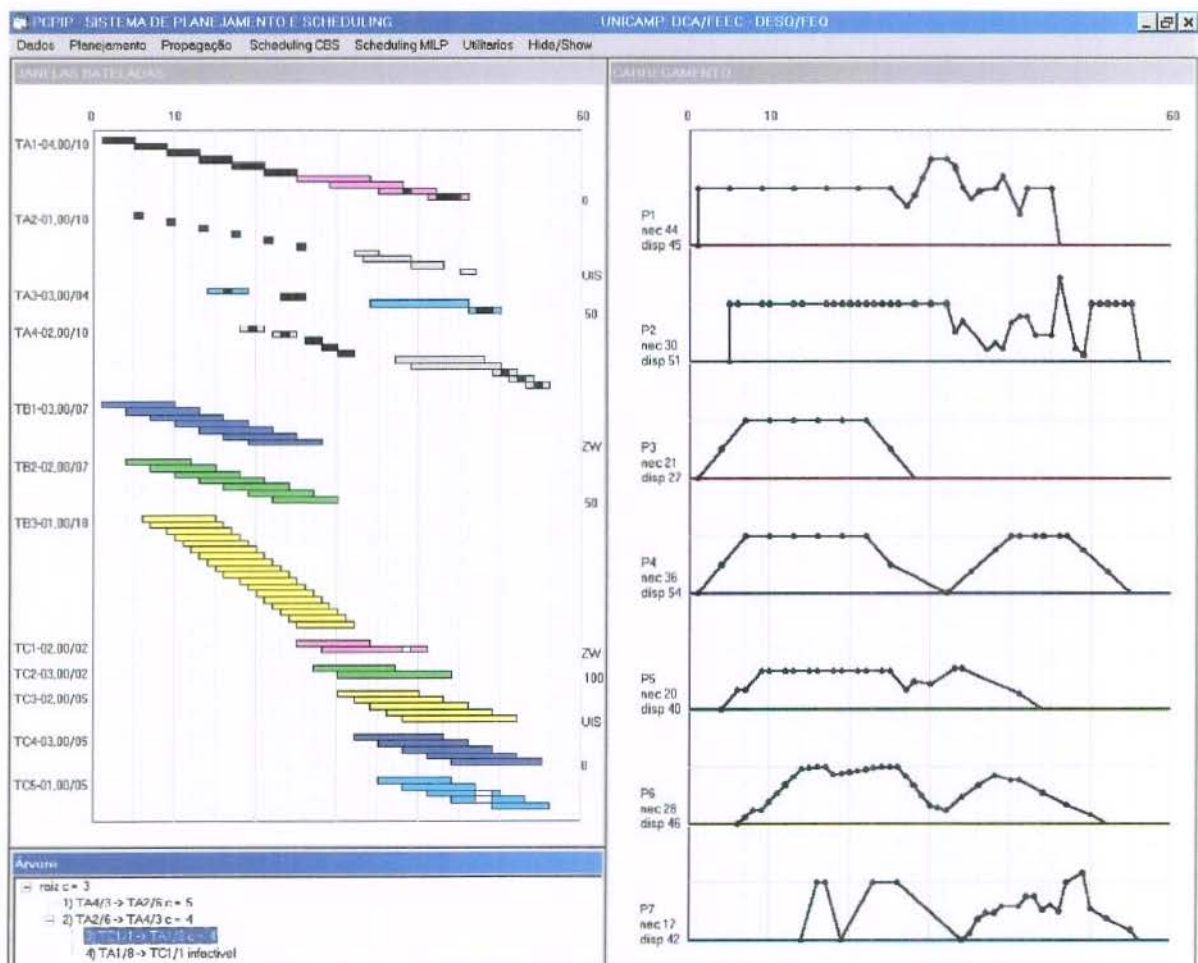 PCPIP - SISTEMA DE PLANEJAMENTO E SCHEDULING UNICAMP: DCA/FEEC - DESQ/FEQ
Dados Planejamento Propagação Scheduling CBS Scheduling MILP Utilitarios Hide/Show
JANELAS BATELADAS
0 10 60
TA1-04,00/10
0
TA2-01,00/10
UIS
TA3-03,00/04
50
TA4-02,00/10
TB1-03,00/07
ZW
TB2-02,00/07
50
TB3-01,00/18
TC1-02,00/02
ZW
TC2-03,00/02
100
TC3-02,00/05
UIS
TC4-03,00/05
0
TC5-01,00/05
CARREGAMENTO
0 10 60
P1
nec 44
disp 45
P2
nec 30
disp 51
P3
nec 21
disp 27
P4
nec 36
disp 54
P5
nec 20
disp 40
P6
nec 28
disp 46
P7
nec 12
disp 42
Árvore
raiz c = 3
1) TA4/3 -> TA2/6 c = 5
2) TA2/6 -> TA4/3 c = 4
3) TC1/1 -> TA1/8 c =
4) TA1/8 -> TC1/1 infactivel